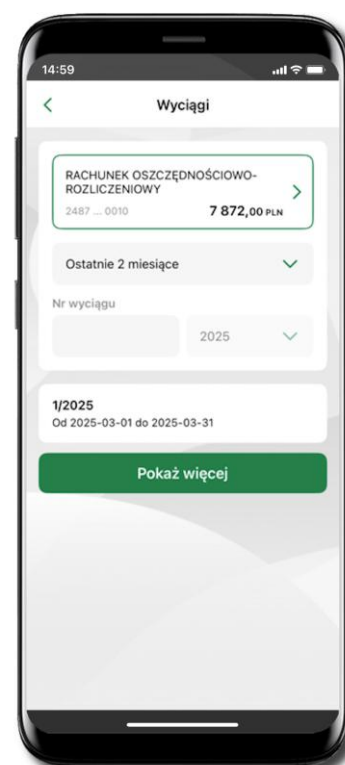 14:59
Wyciągi
RACHUNEK OSZCZĘDNOŚCIOWO-
ROZLICZENIOWY
2487 ... 0010 7 872,00 PLN
Ostatnie 2 miesiące
Nr wyciągu
2025
1/2025
Od 2025-03-01 do 2025-03-31
Pokaż więcej